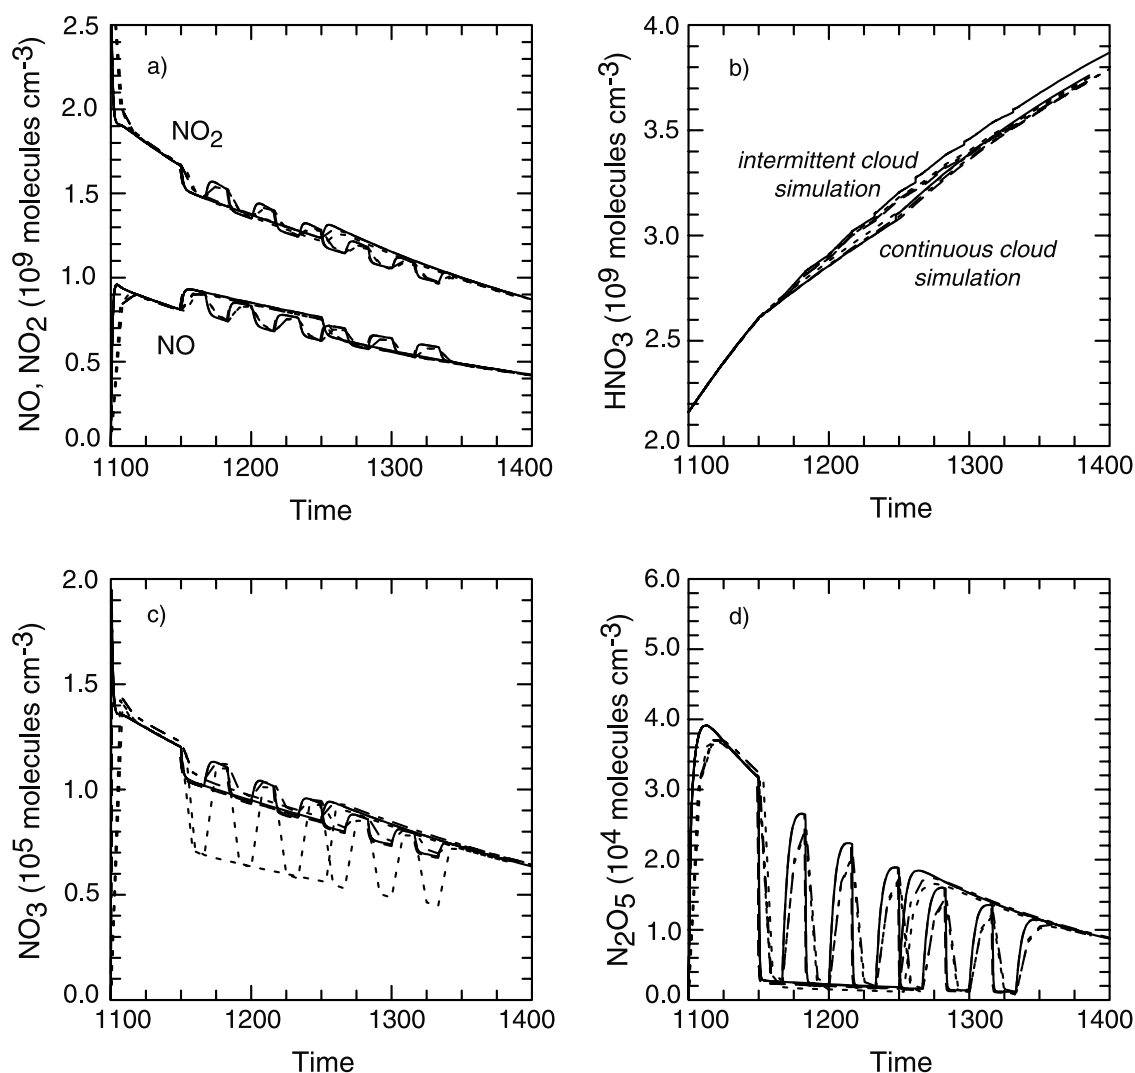 NO, NO2 (10^9 molecules cm-3)
2.5
2.0
1.5
1.0
0.5
0.0
a)
NO2
NO
1100
1200
1300
1400
Time
HNO3 (10^9 molecules cm-3)
4.0
3.8
3.4
3.0
2.6
2.0
b)
intermittent cloud
simulation
continuous cloud
simulation
1100
1200
1300
1400
Time
NO3 (10^5 molecules cm-3)
2.0
1.5
1.0
0.5
0.0
c)
1100
1200
1300
1400
Time
N2O5 (10^4 molecules cm-3)
6.0
5.0
4.0
3.0
2.0
1.0
0.0
d)
1100
1200
1300
1400
Time